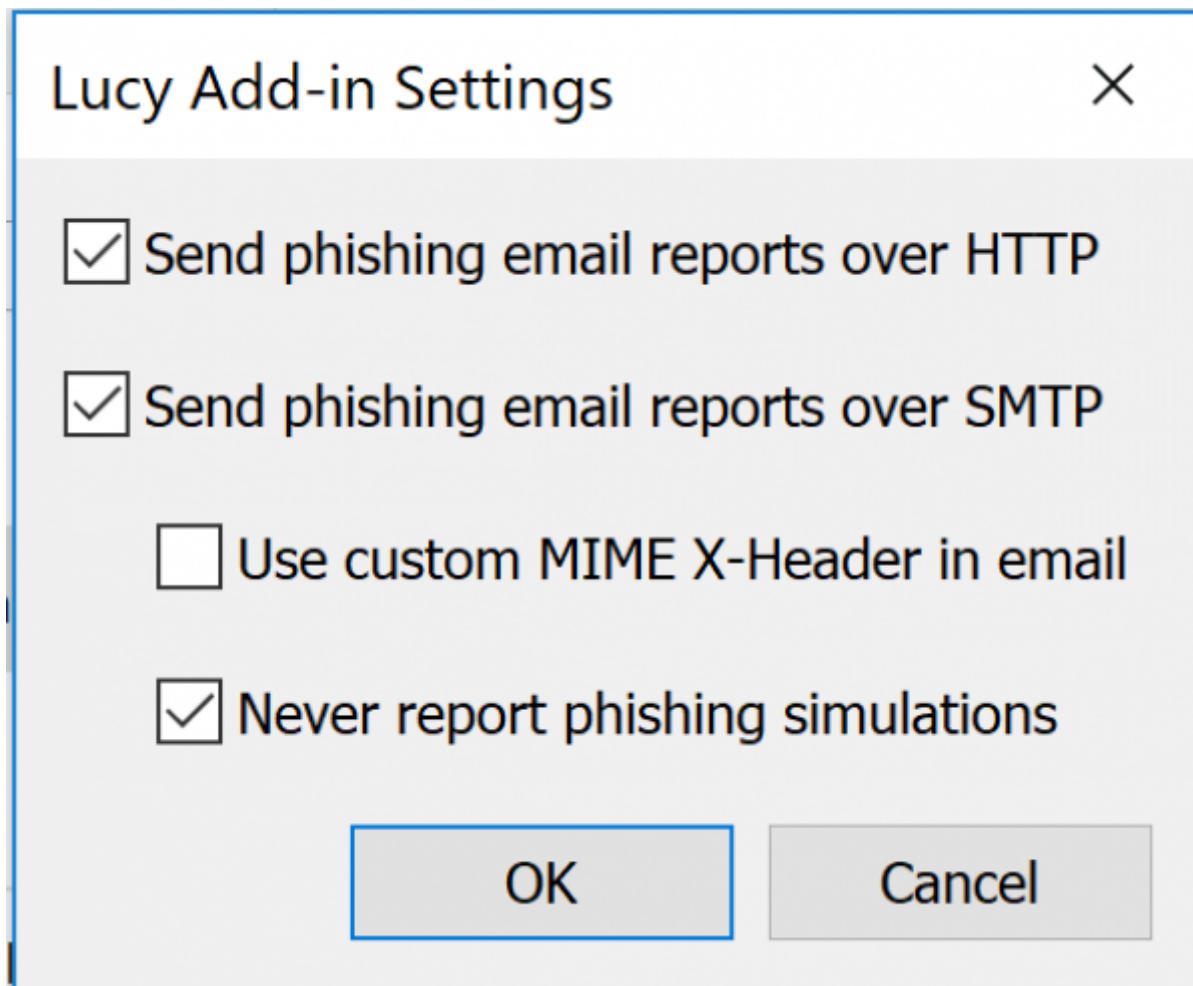 Lucy Add-in Settings
Send phishing email reports over HTTP
Send phishing email reports over SMTP
Use custom MIME X-Header in email
Never report phishing simulations
OK Cancel